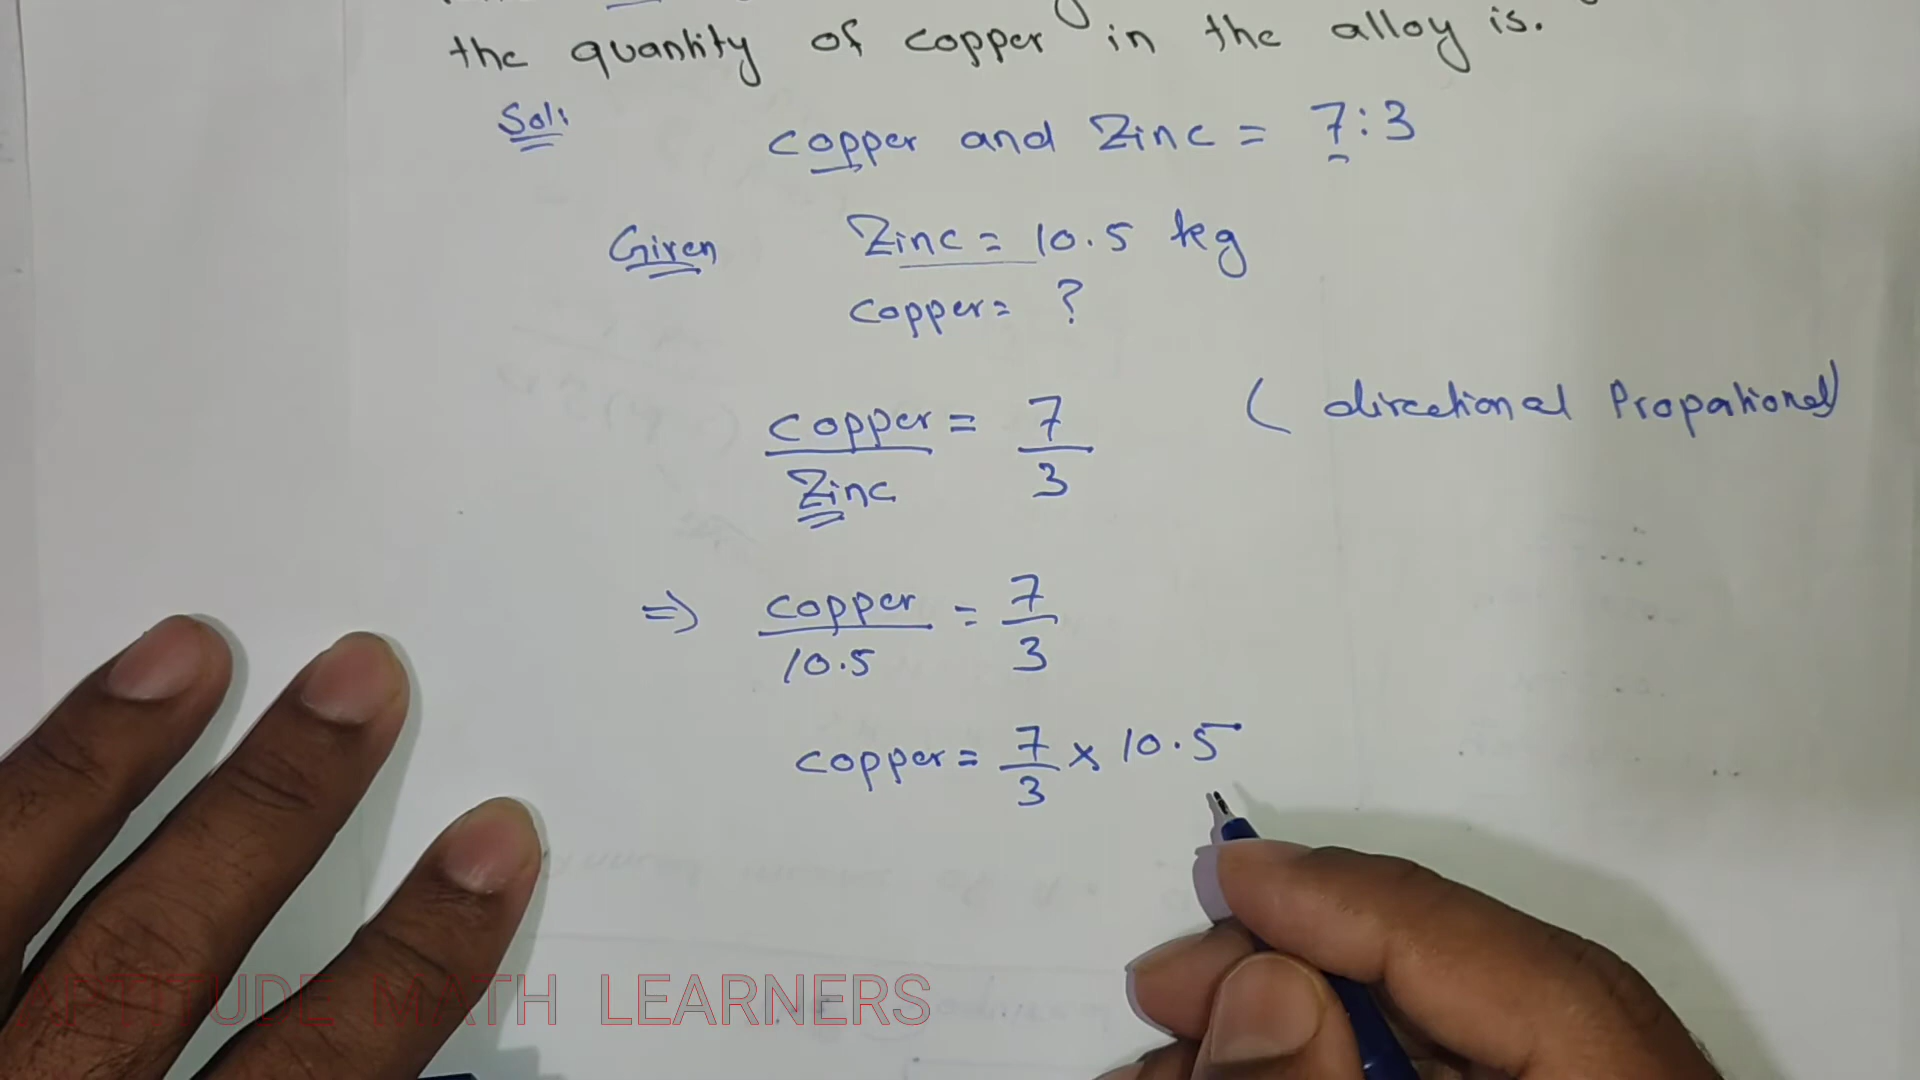 the quantity of copper in the alloy is.
Sol:
copper and Zinc = 7:3
Given Zinc = 10.5 kg
copper = ?
copper/Zinc = 7/3 ( directional Propational)
=> copper/10.5 = 7/3
copper = 7/3 × 10.5
APTITUDE MATH LEARNERS